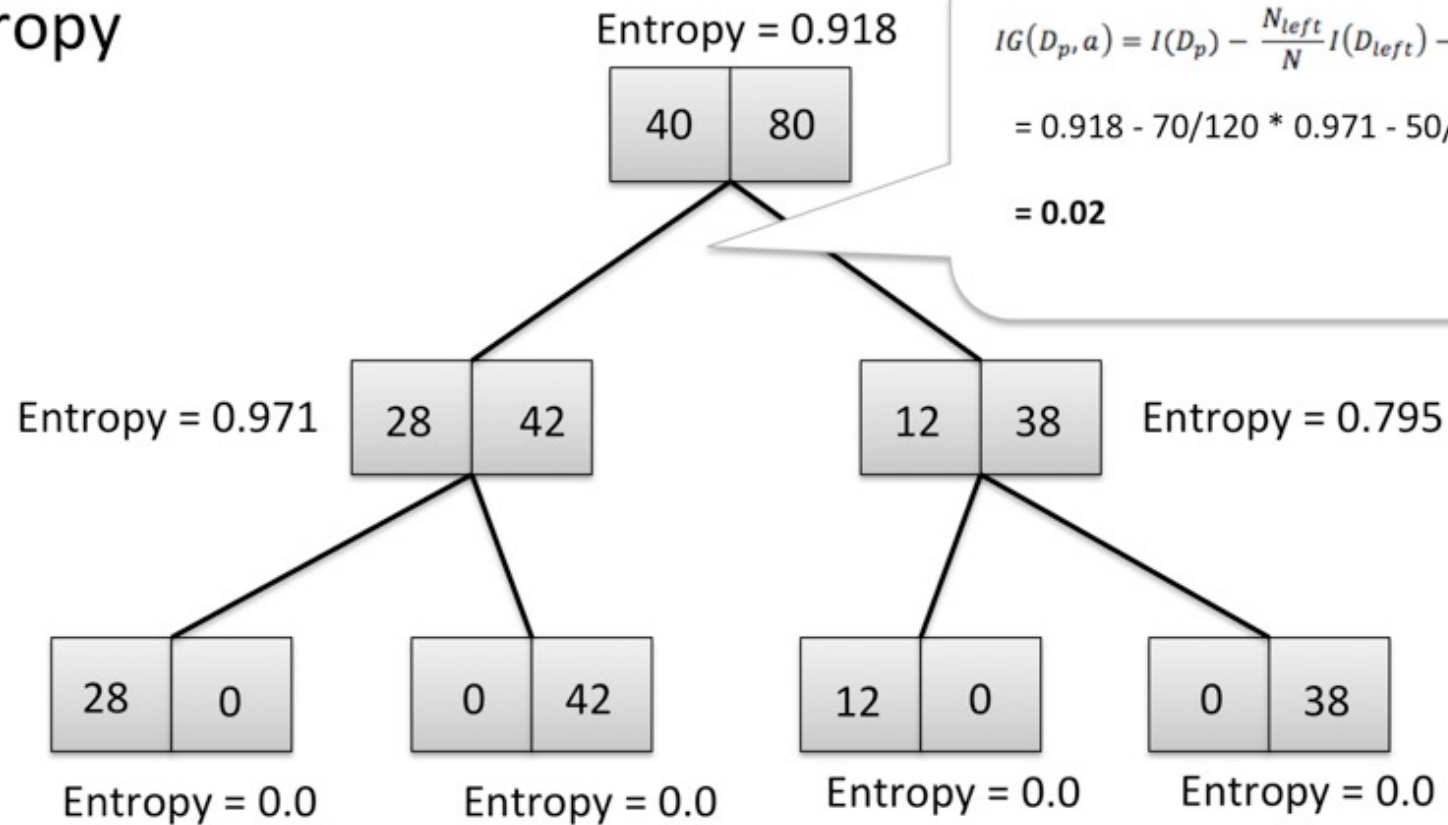 ropy
Entropy = 0.918
IG(D_p, a) = I(D_p) − N_left/N I(D_left) −
= 0.918 - 70/120 * 0.971 - 50/
= 0.02
40 80
Entropy = 0.971
28 42
12 38
Entropy = 0.795
28 0
0 42
12 0
0 38
Entropy = 0.0
Entropy = 0.0
Entropy = 0.0
Entropy = 0.0